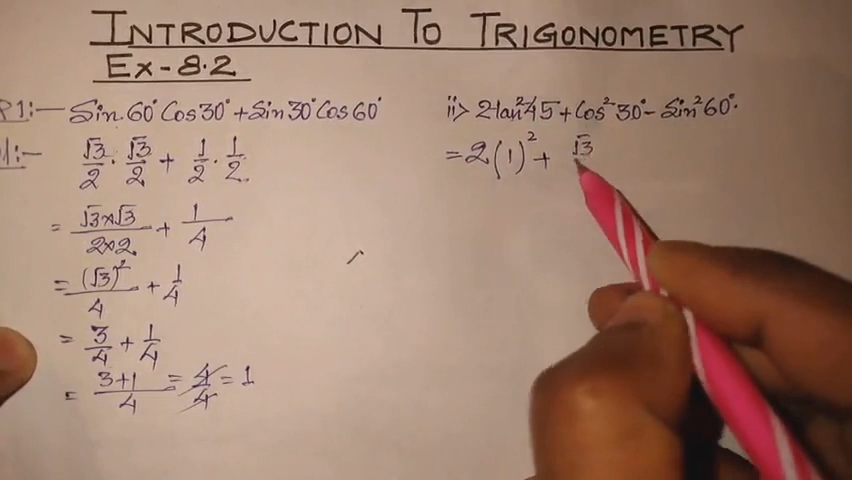 INTRODUCTION TO TRIGONOMETRY
Ex-8.2
Q1:- Sin 60° Cos 30° + Sin 30° Cos 60°
:- √3/2 · √3/2 + 1/2 · 1/2
= √3×√3/2×2 + 1/4
= (√3)²/4 + 1/4
= 3/4 + 1/4
= 3+1/4 = 4/4 = 1
ii> 2tan²45 + Cos²30° - Sin²60°.
= 2(1)² + √3